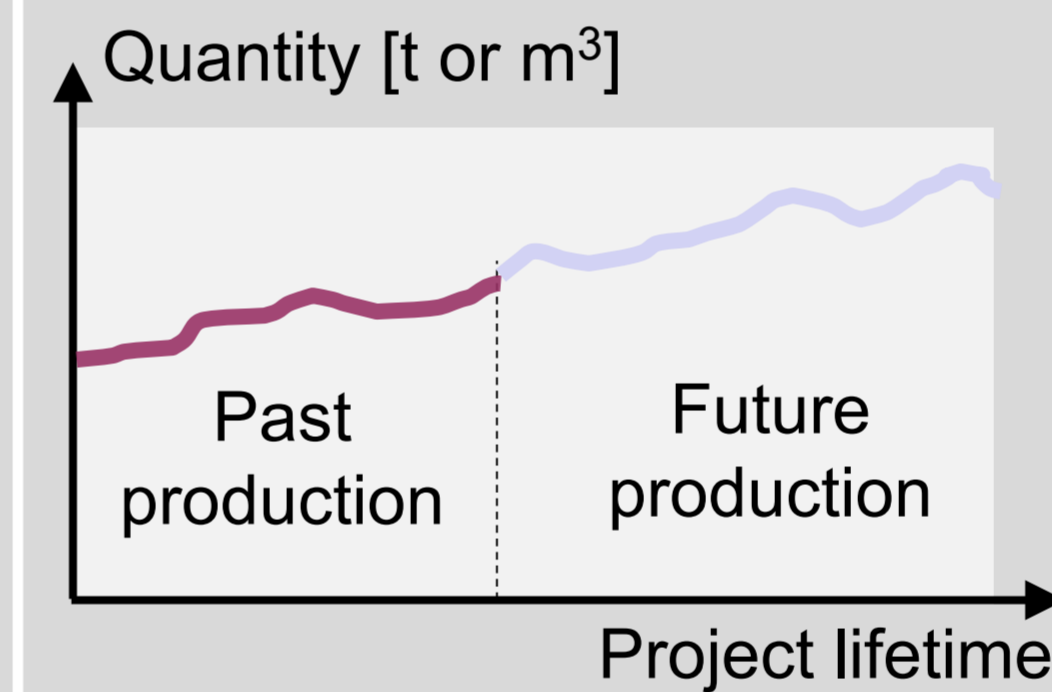 Quantity [t or m³]
Past
production
Future
production
Project lifetime